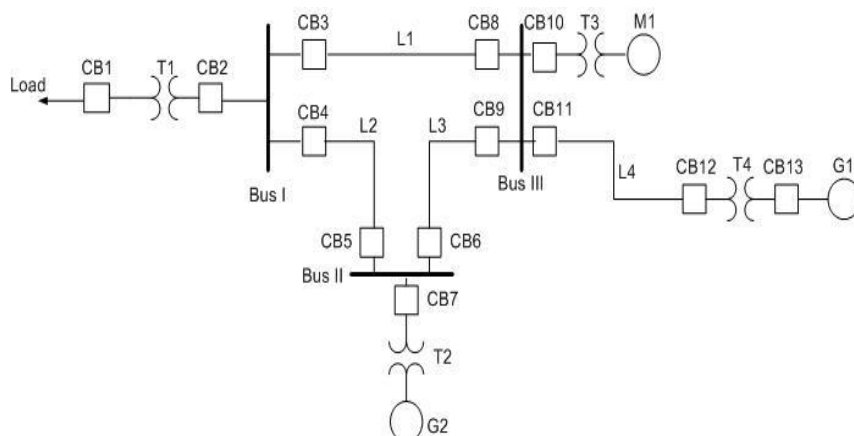 CB3
L1
CB8
CB10
T3
M1
Load
CB1
T1
CB2
CB4
L2
L3
CB9
CB11
Bus I
Bus III
L4
CB12
T4
CB13
G1
CB5
CB6
Bus II
CB7
T2
G2